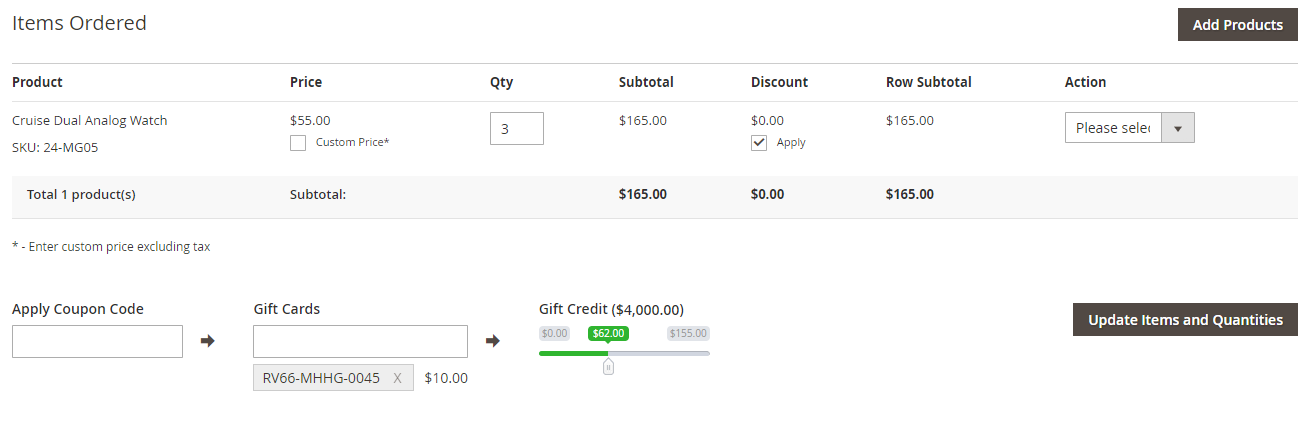 Items Ordered
Add Products
Product Price Qty Subtotal Discount Row Subtotal Action
Cruise Dual Analog Watch $55.00 3 $165.00 $0.00 $165.00 Please selec
SKU: 24-MG05 Custom Price* Apply
Total 1 product(s) Subtotal: $165.00 $0.00 $165.00
* - Enter custom price excluding tax
Apply Coupon Code Gift Cards Gift Credit ($4,000.00)
Update Items and Quantities
$0.00 $62.00 $155.00
RV66-MHHG-0045 X $10.00